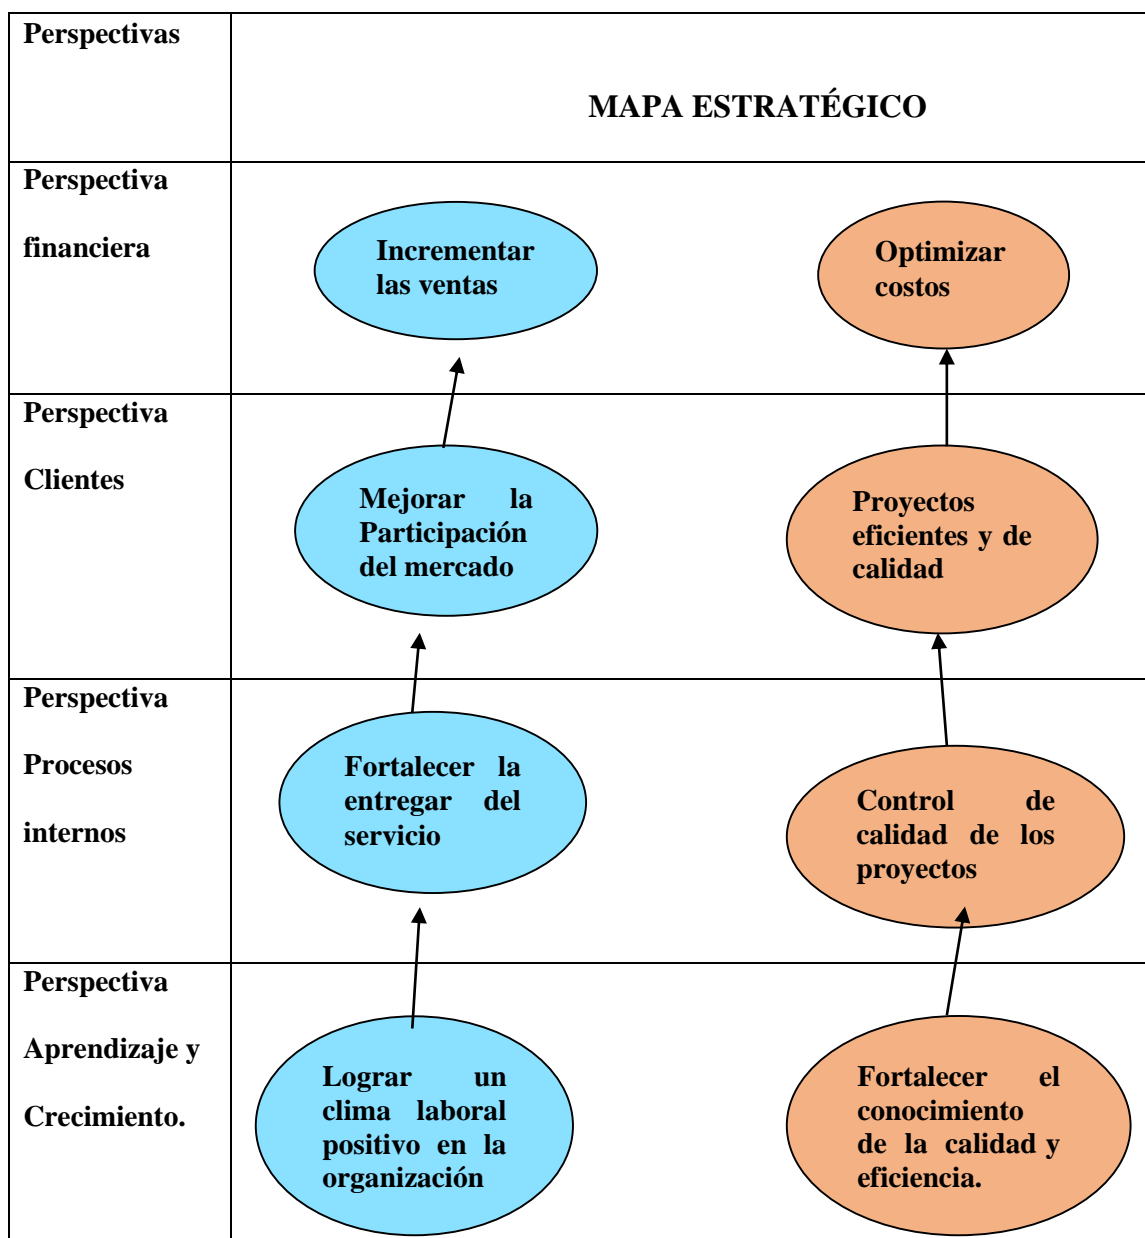 Perspectivas
MAPA ESTRATÉGICO
Perspectiva
financiera
Incrementar
las ventas
Optimizar
costos
Perspectiva
Clientes
Mejorar la
Participación
del mercado
Proyectos
eficientes y de
calidad
Perspectiva
Procesos
internos
Fortalecer la
entregar del
servicio
Control de
calidad de los
proyectos
Perspectiva
Aprendizaje y
Crecimiento.
Lograr un
clima laboral
positivo en la
organización
Fortalecer el
conocimiento
de la calidad y
eficiencia.